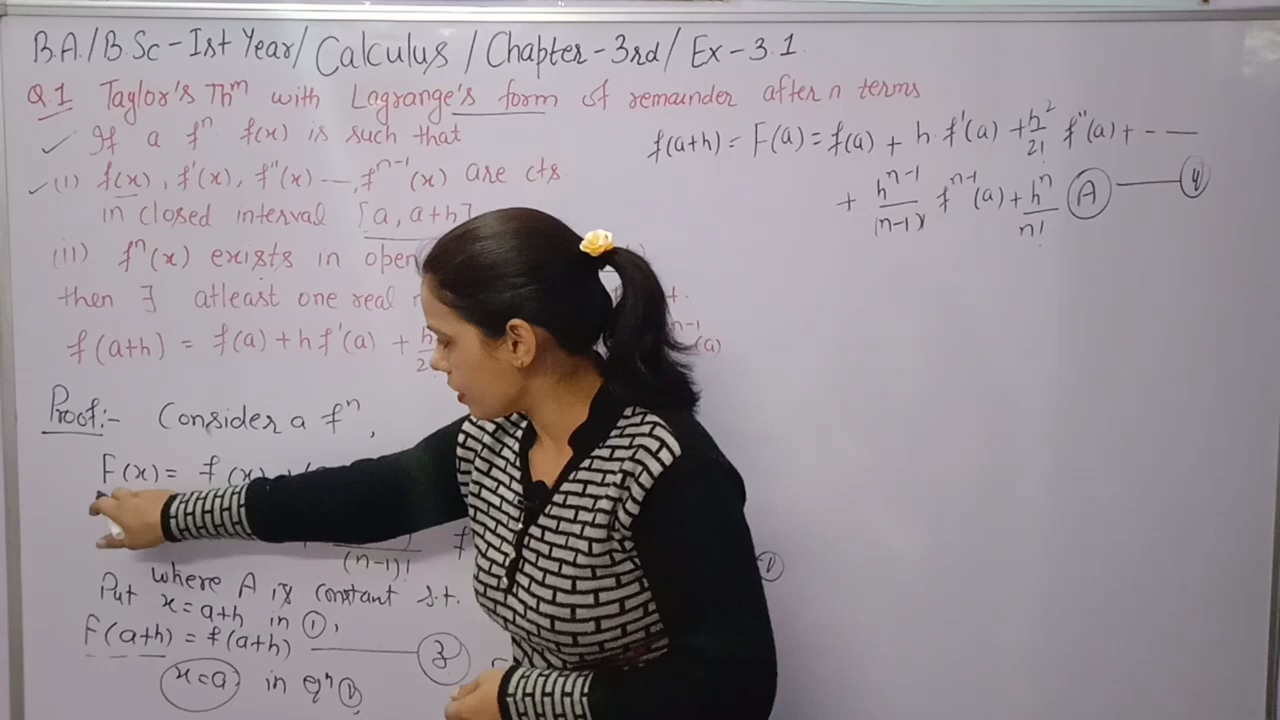 B.A./B.Sc-Ist Year/ Calculus / Chapter-3rd/ Ex-3.1
Q.1 Taylor's Thᵐ with Lagrange's form of remainder after n terms
If a fⁿ f(x) is such that
(i) f(x), f'(x), f''(x) ---, fⁿ⁻¹(x) are cts
in closed interval [a, a+h]
(ii) fⁿ(x) exists in open
then ∃ atleast one real
f(a+h) = f(a) + h f'(a) +
(a)
Proof:- Consider a fⁿ,
F(x) = f(x)
(n-1)!
where A is constant s.t.
Put x=a+h in ①,
F(a+h) = f(a+h) ——— ③
x=a in eqⁿ ①
f(a+h) = F(a) = f(a) + h.f'(a) + h²/2! f''(a) + - —
+ hⁿ⁻¹/(n-1)! fⁿ⁻¹(a) + hⁿ/n! A ——— ④